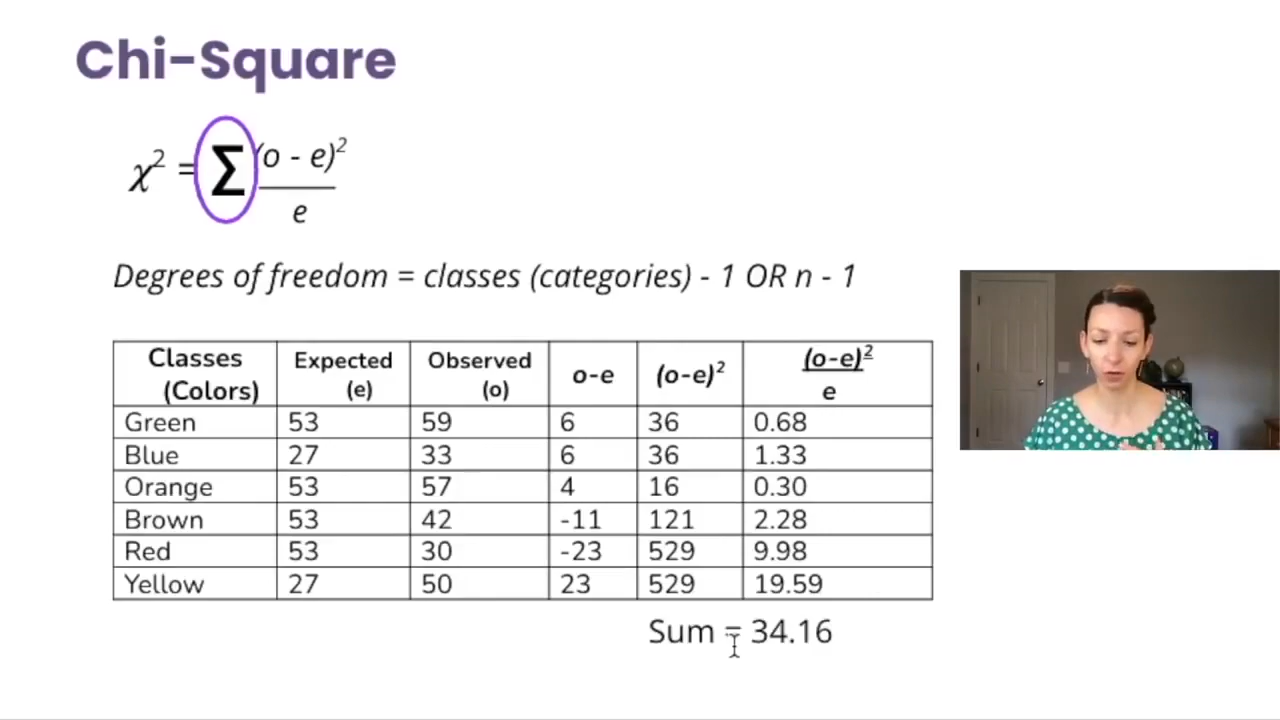 Chi-Square
χ² = Σ (o - e)²
e
Degrees of freedom = classes (categories) - 1 OR n - 1
Classes (Colors) Expected (e) Observed (o) o-e (o-e)² (o-e)² e
Green 53 59 6 36 0.68
Blue 27 33 6 36 1.33
Orange 53 57 4 16 0.30
Brown 53 42 -11 121 2.28
Red 53 30 -23 529 9.98
Yellow 27 50 23 529 19.59
Sum = 34.16